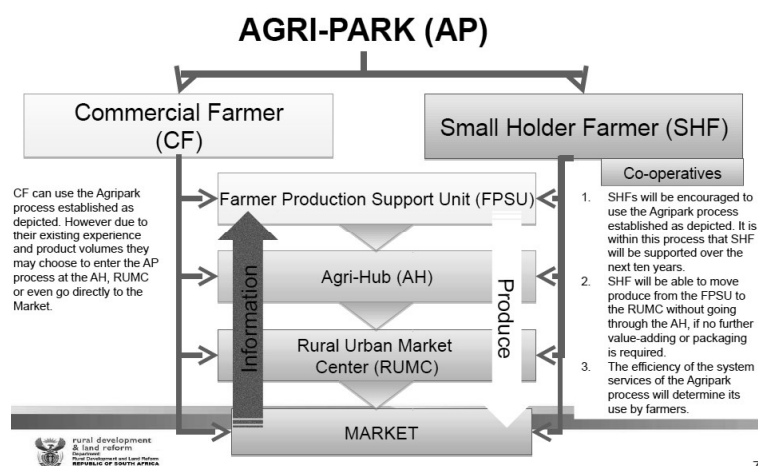 AGRI-PARK (AP)
Commercial Farmer
(CF)
Small Holder Farmer (SHF)
Co-operatives
CF can use the Agripark
process established as
depicted. However due to
their existing experience
and product volumes they
may choose to enter the AP
process at the AH, RUMC
or even go directly to the
Market.
Farmer Production Support Unit (FPSU)
Agri-Hub (AH)
Rural Urban Market
Center (RUMC)
MARKET
Information
Produce
1. SHFs will be encouraged to
use the Agripark process
established as depicted. It is
within this process that SHF
will be supported over the
next ten years.
2. SHF will be able to move
produce from the FPSU to
the RUMC without going
through the AH, if no further
value-adding or packaging
is required.
3. The efficiency of the system
services of the Agripark
process will determine its
use by farmers.
rural development
& land reform
Department:
Rural Development and Land Reform
REPUBLIC OF SOUTH AFRICA
7